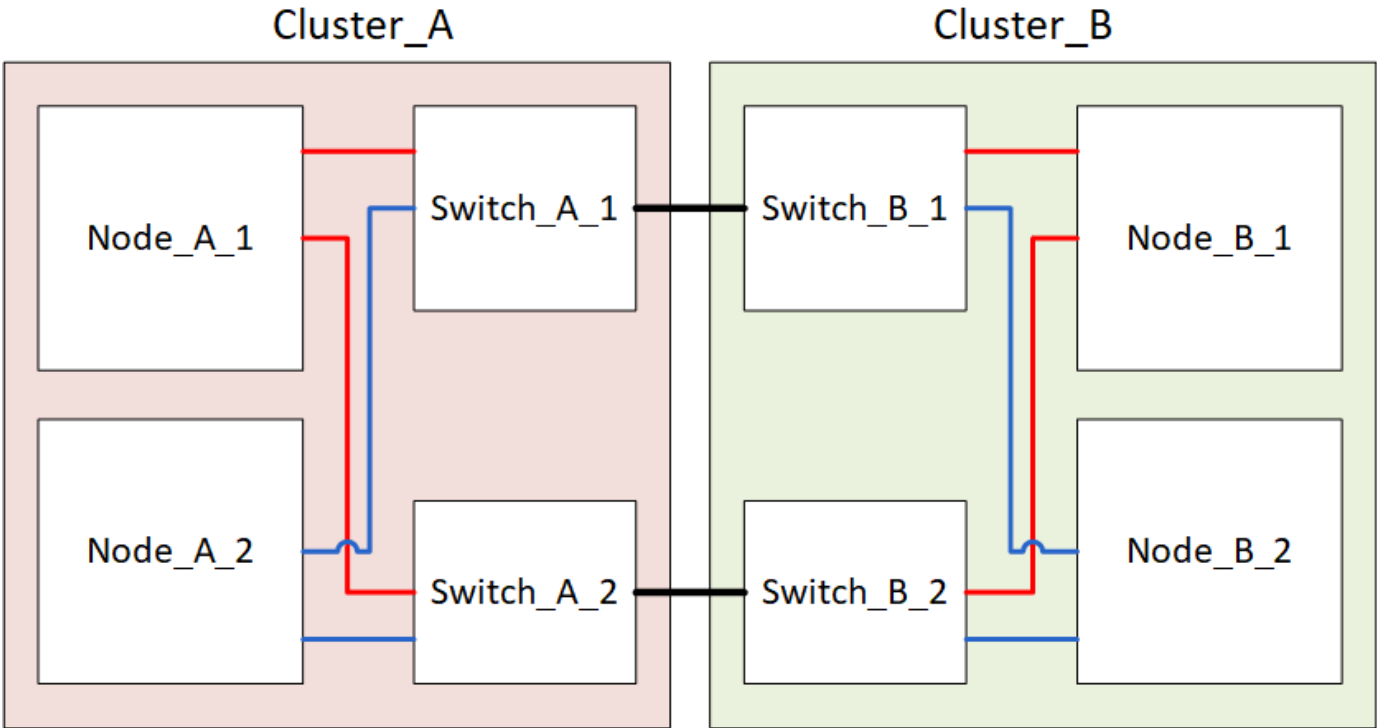 Cluster_A
Cluster_B
Node_A_1
Switch_A_1
Switch_B_1
Node_B_1
Node_A_2
Switch_A_2
Switch_B_2
Node_B_2